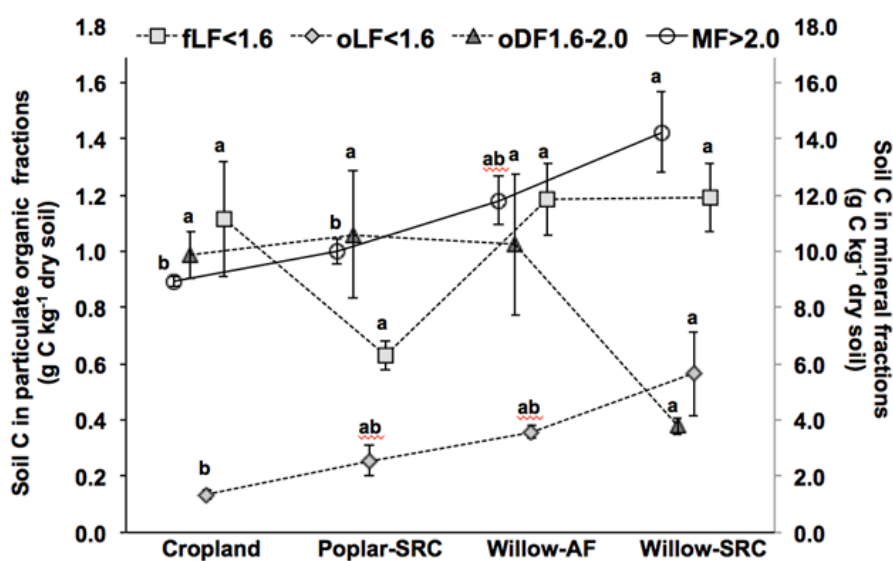 fLF<1.6 oLF<1.6 oDF1.6-2.0 MF>2.0
Soil C in particulate organic fractions
(g C kg⁻¹ dry soil)
1.8
1.6
1.4
1.2
1.0
0.8
0.6
0.4
0.2
0.0
b
a
a
b
b
a
a
ab
a
ab
a
a
ab
a
a
a
a
18.0
16.0
14.0
12.0
10.0
8.0
6.0
4.0
2.0
0.0
Soil C in mineral fractions
(g C kg⁻¹ dry soil)
Cropland Poplar-SRC Willow-AF Willow-SRC